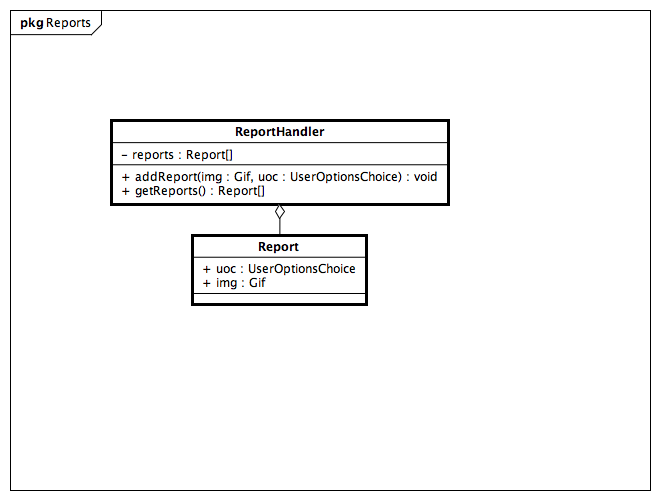 pkg Reports
ReportHandler
– reports : Report[]
+ addReport(img : Gif, uoc : UserOptionsChoice) : void
+ getReports() : Report[]
Report
+ uoc : UserOptionsChoice
+ img : Gif